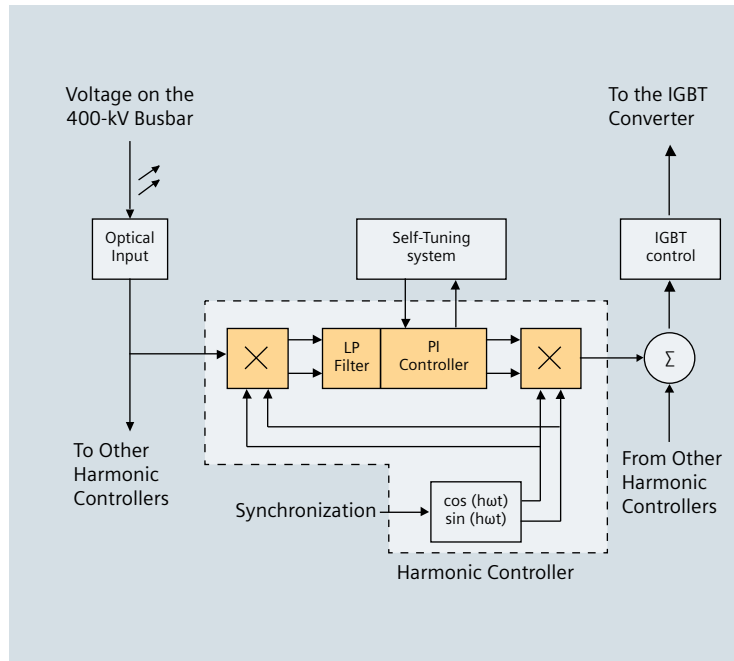 Voltage on the
400-kV Busbar
To the IGBT
Converter
Optical
Input
Self-Tuning
system
IGBT
control
LP
Filter
PI
Controller
Σ
To Other
Harmonic
Controllers
From Other
Harmonic
Controllers
Synchronization
cos (hωt)
sin (hωt)
Harmonic Controller